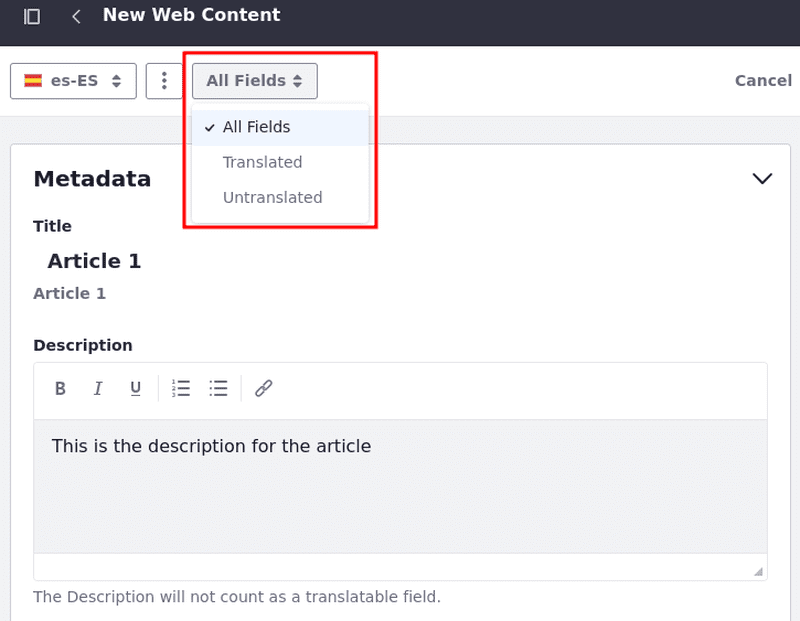 New Web Content
es-ES
All Fields
Cancel
All Fields
Translated
Untranslated
Metadata
Title
Article 1
Article 1
Description
B I U
This is the description for the article
The Description will not count as a translatable field.